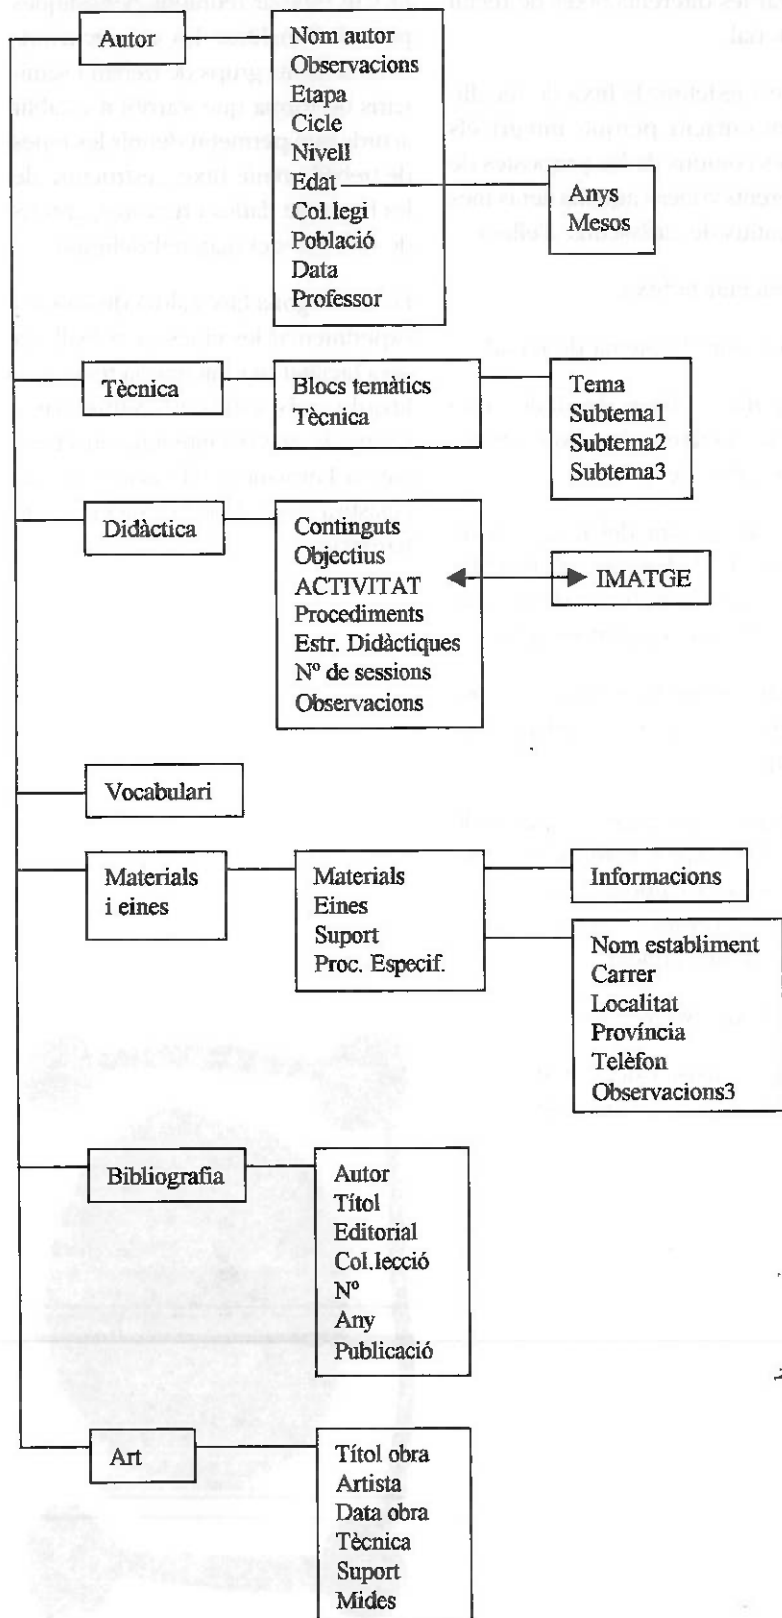 Autor
Nom autor
Observacions
Etapa
Cicle
Nivell
Edat
Col.legi
Població
Data
Professor
Anys
Mesos
Tècnica
Blocs temàtics
Tècnica
Tema
Subtema1
Subtema2
Subtema3
Didàctica
Continguts
Objectius
ACTIVITAT
Procediments
Estr. Didàctiques
Nº de sessions
Observacions
IMATGE
Vocabulari
Materials
i eines
Materials
Eines
Suport
Proc. Especif.
Informacions
Nom establiment
Carrer
Localitat
Província
Telèfon
Observacions3
Bibliografia
Autor
Títol
Editorial
Col.lecció
Nº
Any
Publicació
Art
Títol obra
Artista
Data obra
Tècnica
Suport
Mides